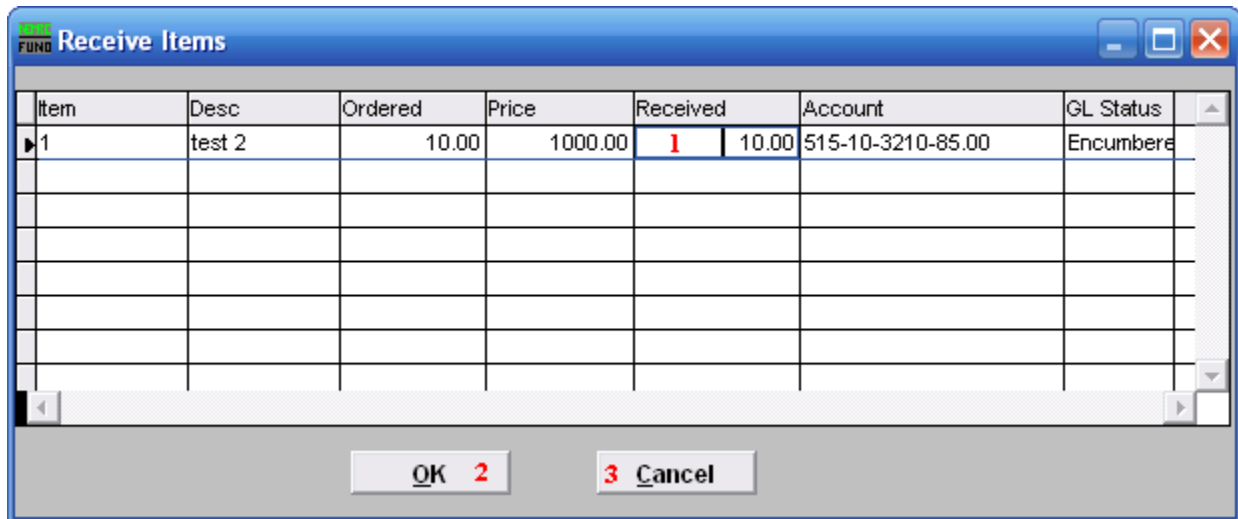 FUND Receive Items
Item Desc Ordered Price Received Account GL Status
1 test 2 10.00 1000.00 1 10.00 515-10-3210-85.00 Encumbere
OK 2 3 Cancel